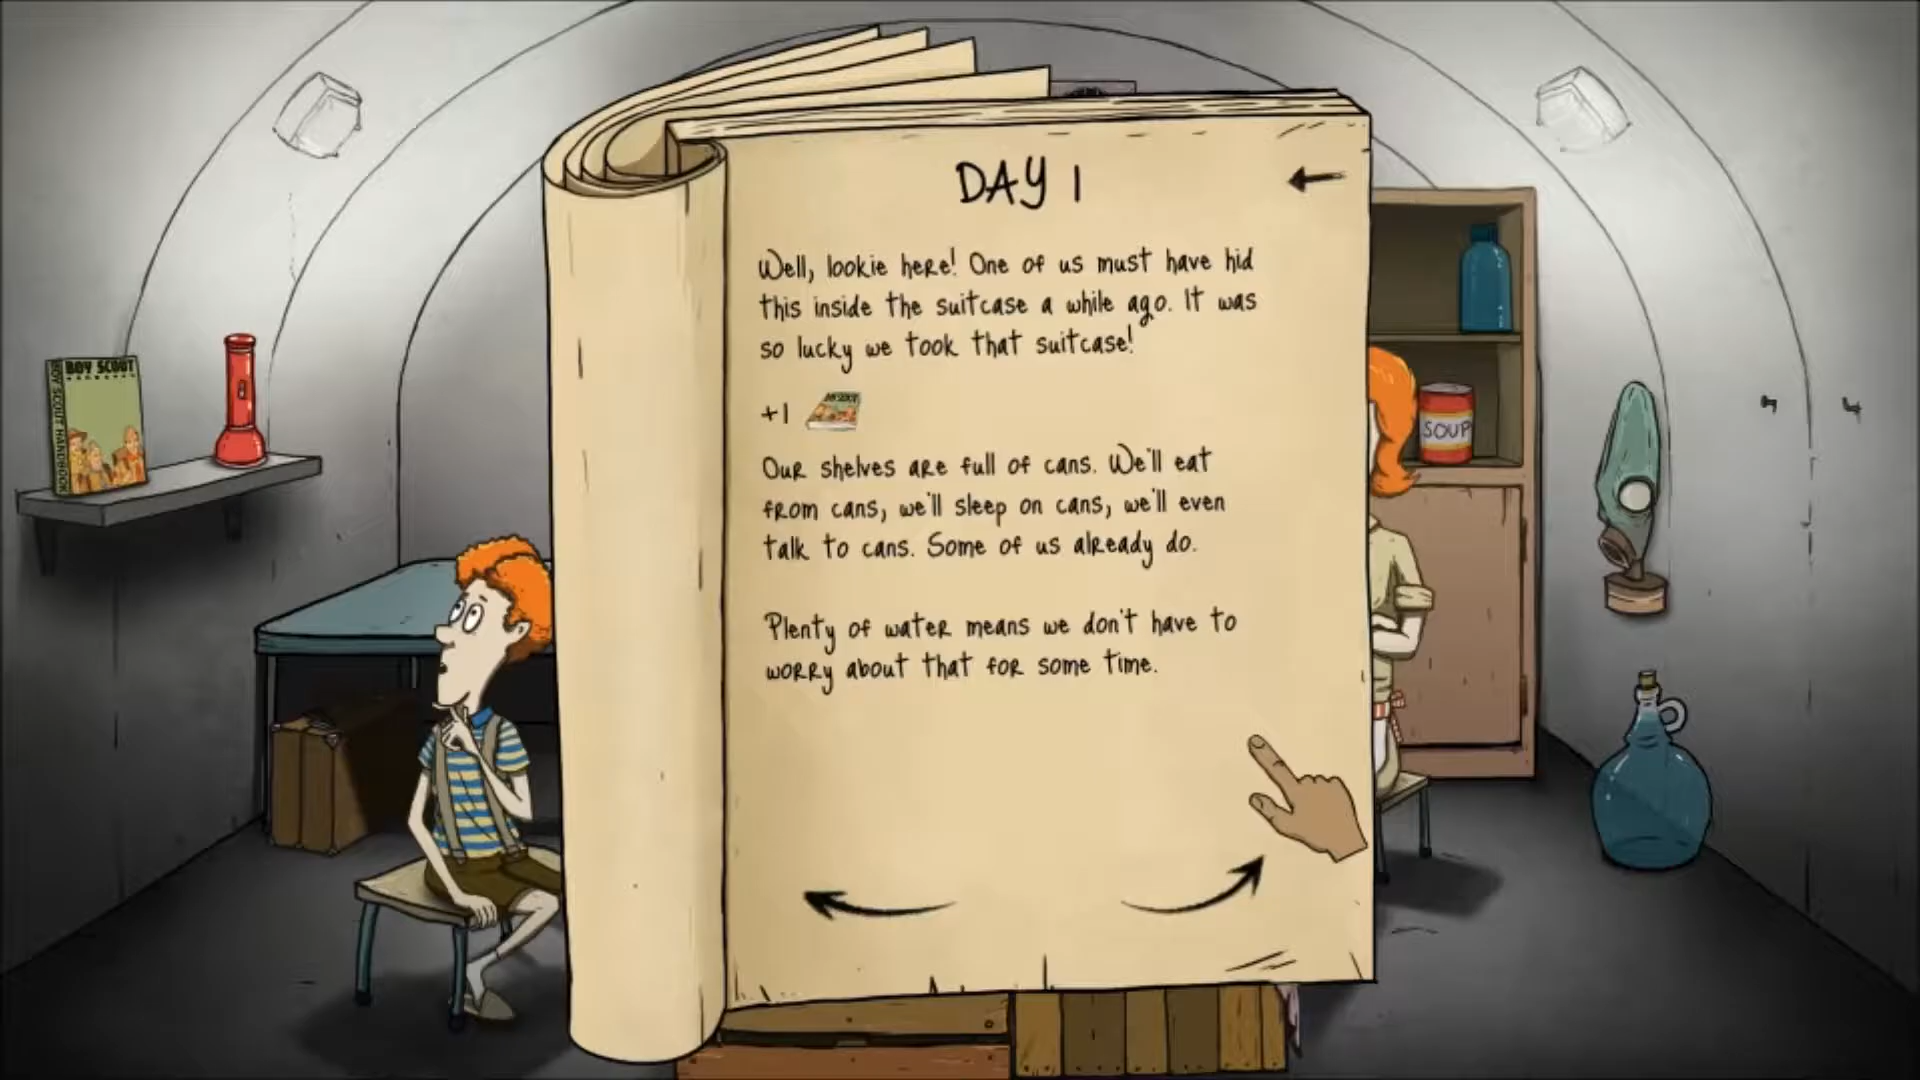 DAY 1
Well, lookie here! One of us must have hid
this inside the suitcase a while ago. It was
so lucky we took that suitcase!
+1
Our shelves are full of cans. We'll eat
from cans, we'll sleep on cans, we'll even
talk to cans. Some of us already do.
Plenty of water means we don't have to
worry about that for some time.
BOY SCOUT
BOY SCOUT HANDBOOK
SOUP